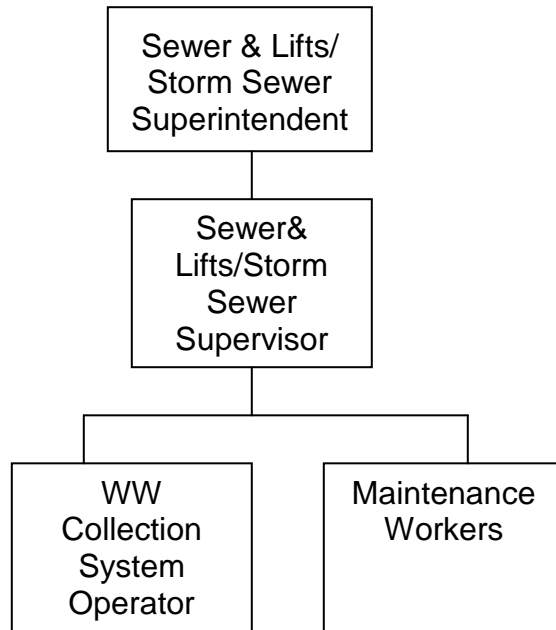 Sewer & Lifts/
Storm Sewer
Superintendent
Sewer&
Lifts/Storm
Sewer
Supervisor
WW
Collection
System
Operator
Maintenance
Workers